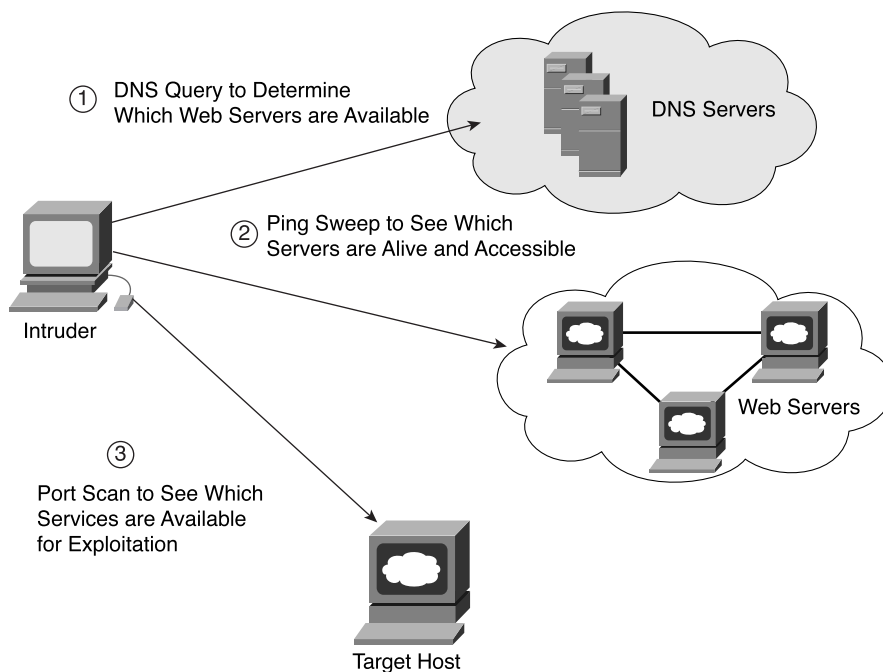 1
DNS Query to Determine
Which Web Servers are Available
DNS Servers
2
Ping Sweep to See Which
Servers are Alive and Accessible
Intruder
Web Servers
3
Port Scan to See Which
Services are Available
for Exploitation
Target Host